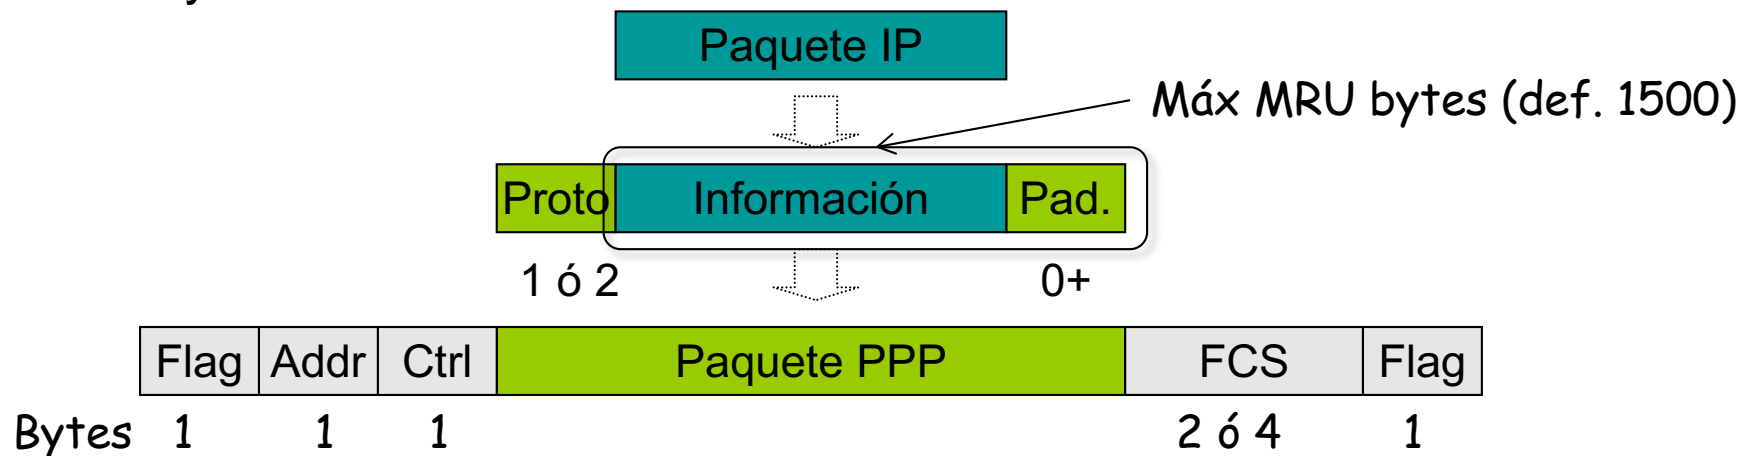 Paquete IP
Máx MRU bytes (def. 1500)
Proto Información Pad.
1 ó 2 0+
Flag Addr Ctrl Paquete PPP FCS Flag
Bytes 1 1 1 2 ó 4 1